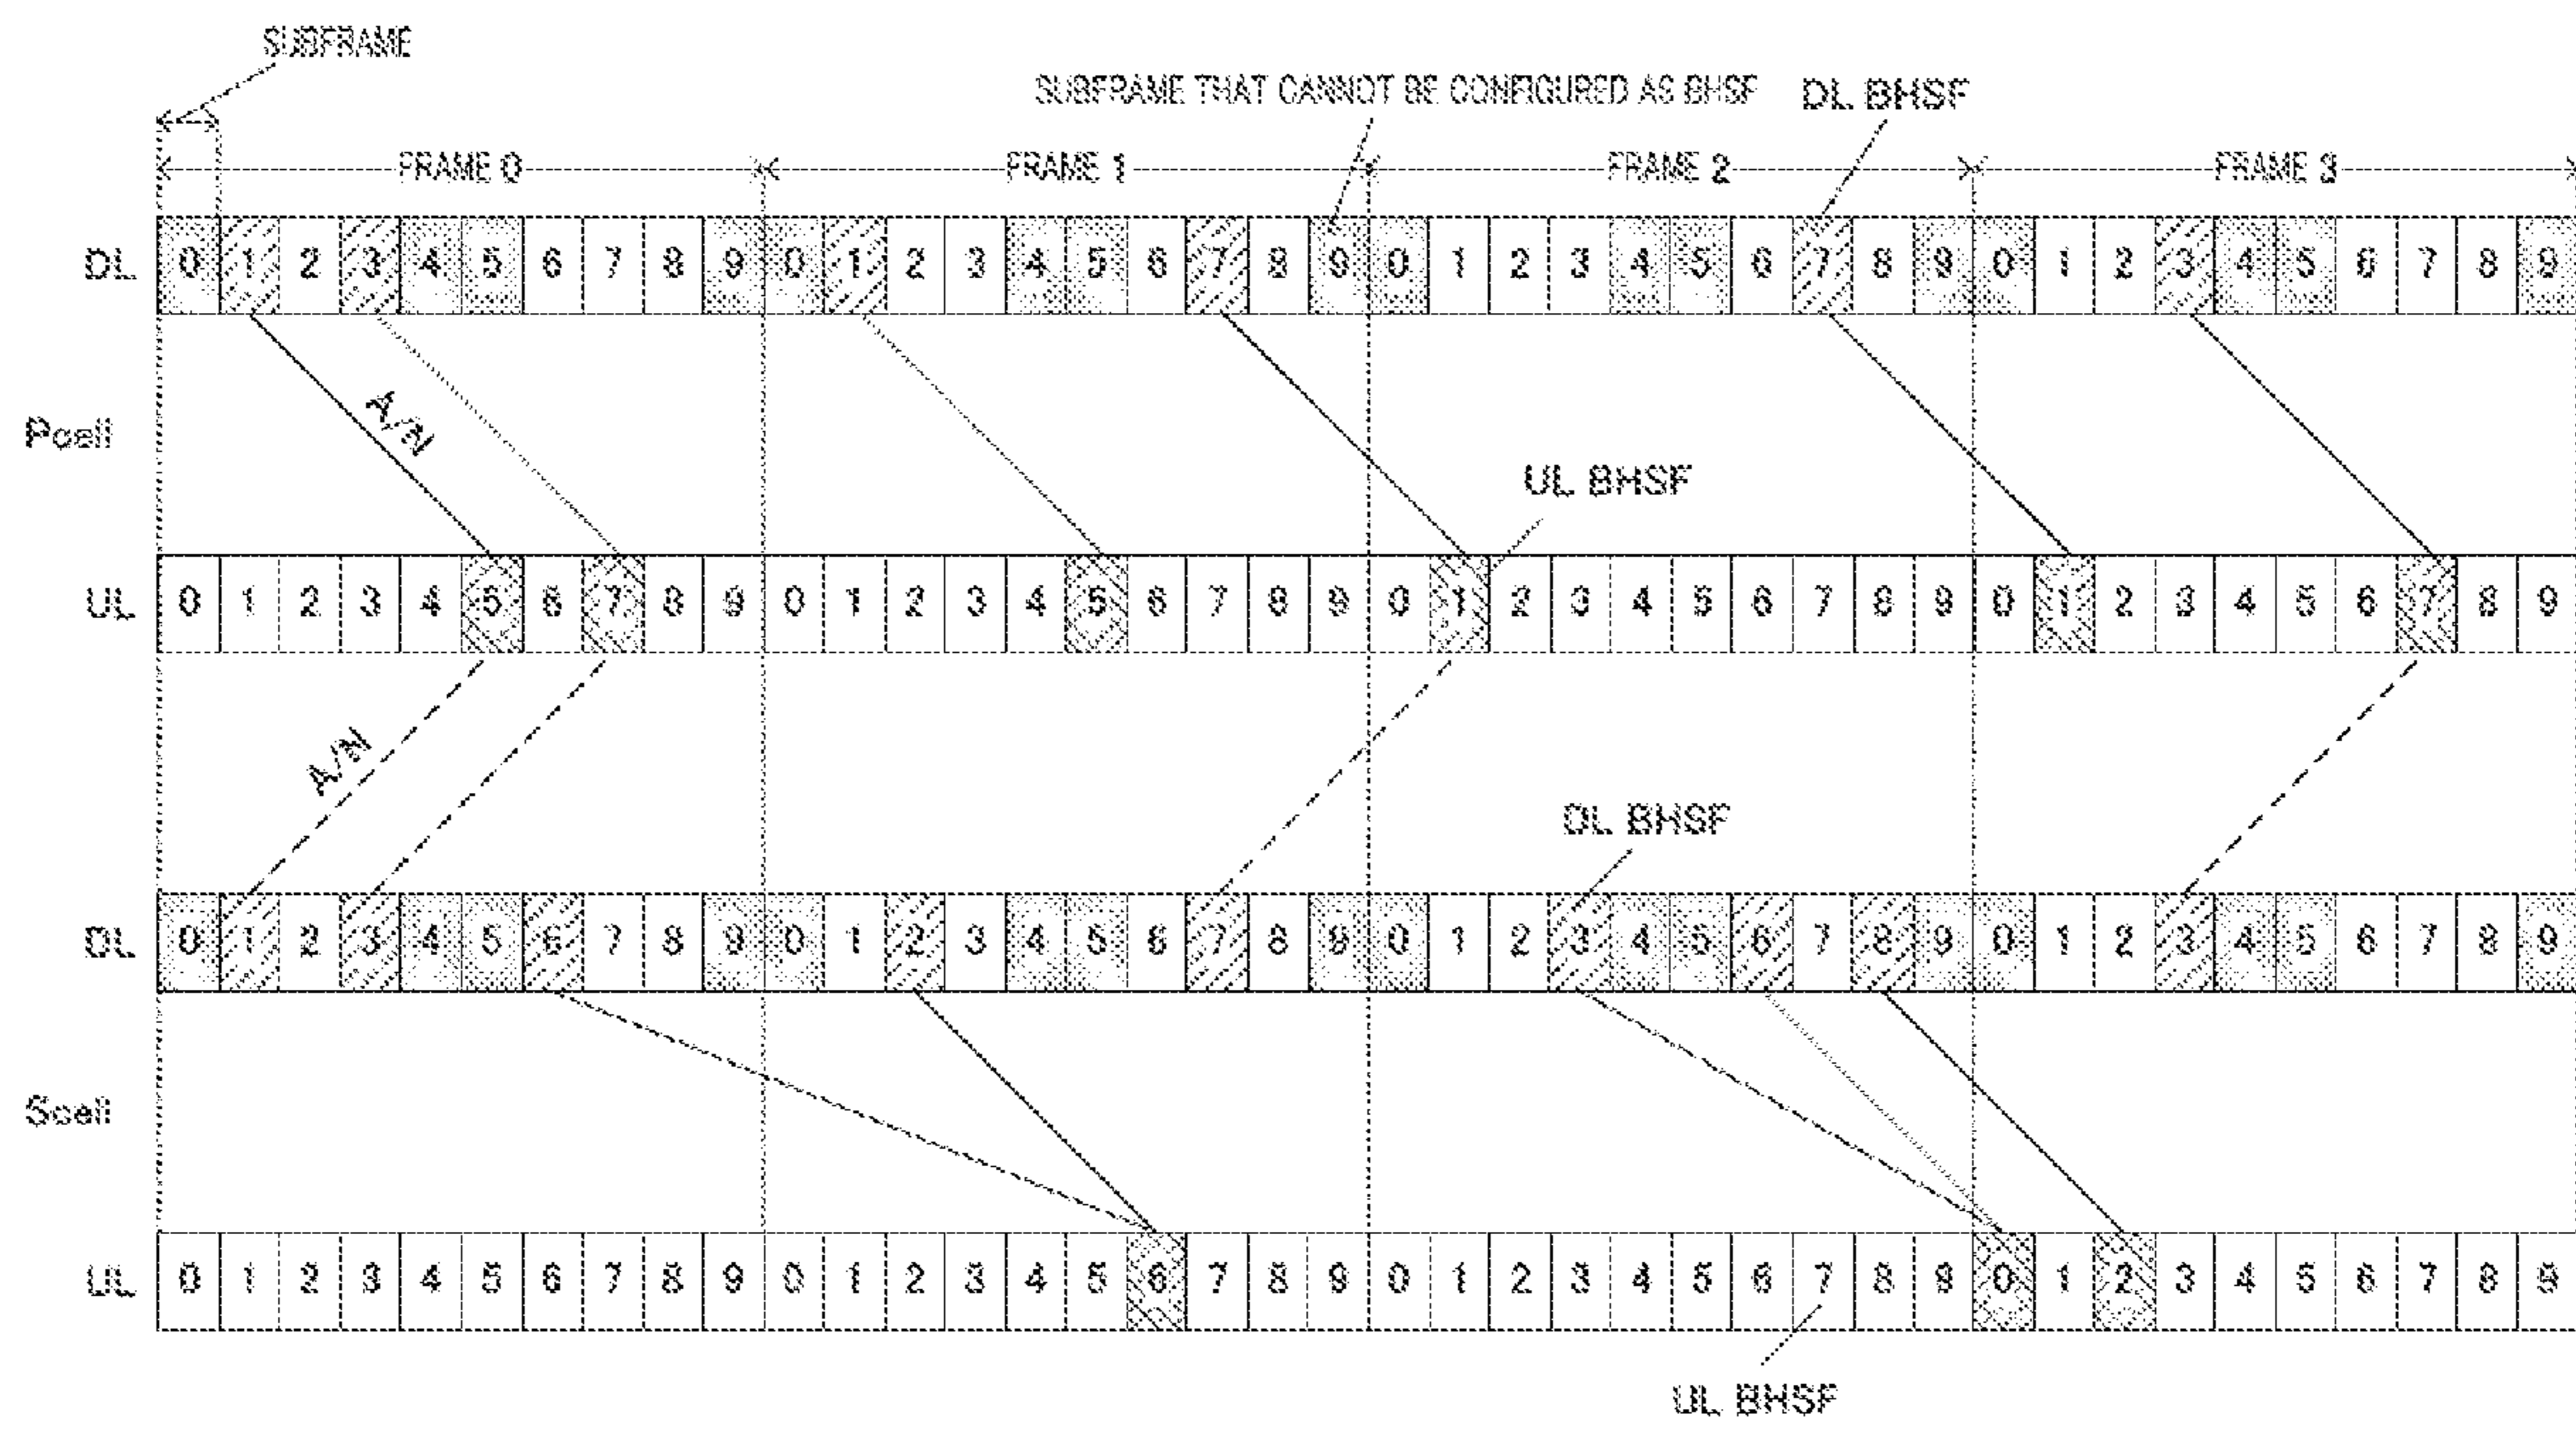 SUBFRAME
SUBFRAME THAT CANNOT BE CONFIGURED AS BHSF DL BHSF
FRAME 0 FRAME 1 FRAME 2 FRAME 3
DL 0 1 2 3 4 5 6 7 8 9 0 1 2 3 4 5 6 7 8 9 0 1 2 3 4 5 6 7 8 9 0 1 2 3 4 5 6 7 8 9
A/N
Pcell
UL BHSF
UL 0 1 2 3 4 5 6 7 8 9 0 1 2 3 4 5 6 7 8 9 0 1 2 3 4 5 6 7 8 9 0 1 2 3 4 5 6 7 8 9
A/N
DL BHSF
DL 0 1 2 3 4 5 6 7 8 9 0 1 2 3 4 5 6 7 8 9 0 1 2 3 4 5 6 7 8 9 0 1 2 3 4 5 6 7 8 9
Scell
UL 0 1 2 3 4 5 6 7 8 9 0 1 2 3 4 5 6 7 8 9 0 1 2 3 4 5 6 7 8 9 0 1 2 3 4 5 6 7 8 9
UL BHSF